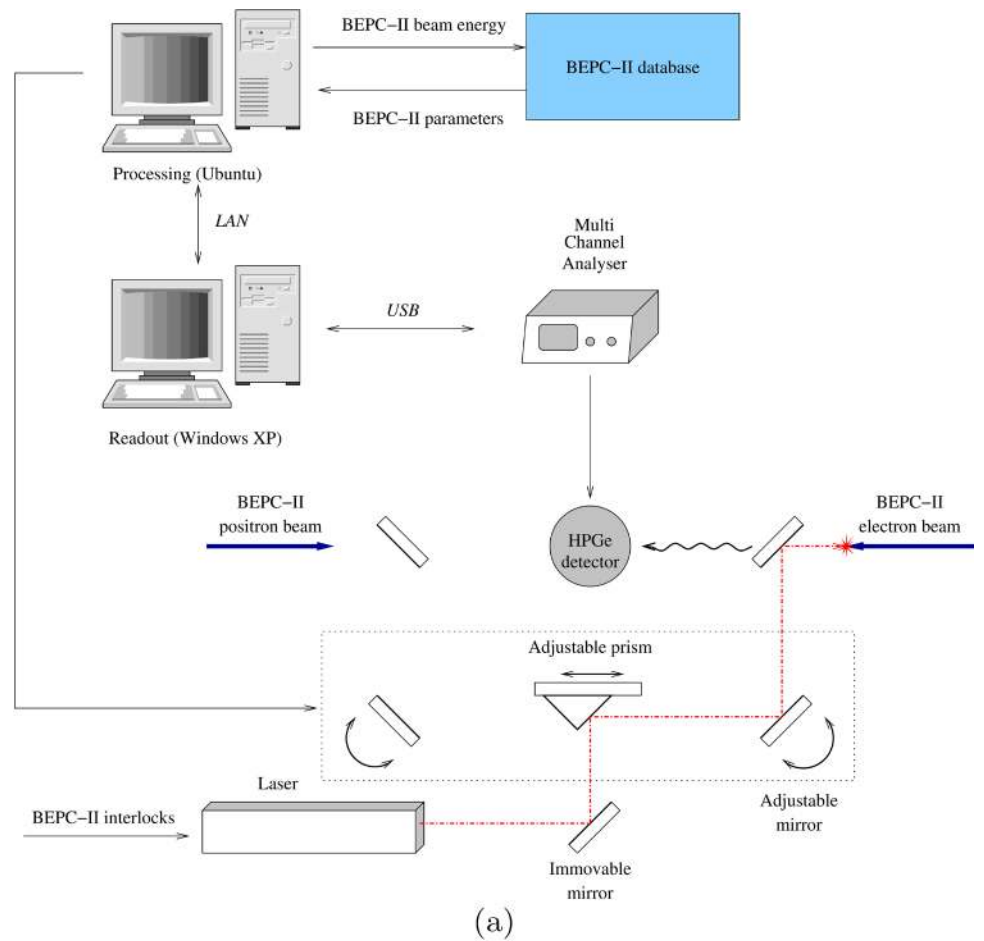 BEPC−II beam energy
BEPC−II database
BEPC−II parameters
Processing (Ubuntu)
LAN
Multi
Channel
Analyser
USB
Readout (Windows XP)
BEPC−II
positron beam
HPGe
detector
BEPC−II
electron beam
Adjustable prism
Laser
BEPC−II interlocks
Adjustable
mirror
Immovable
mirror
(a)